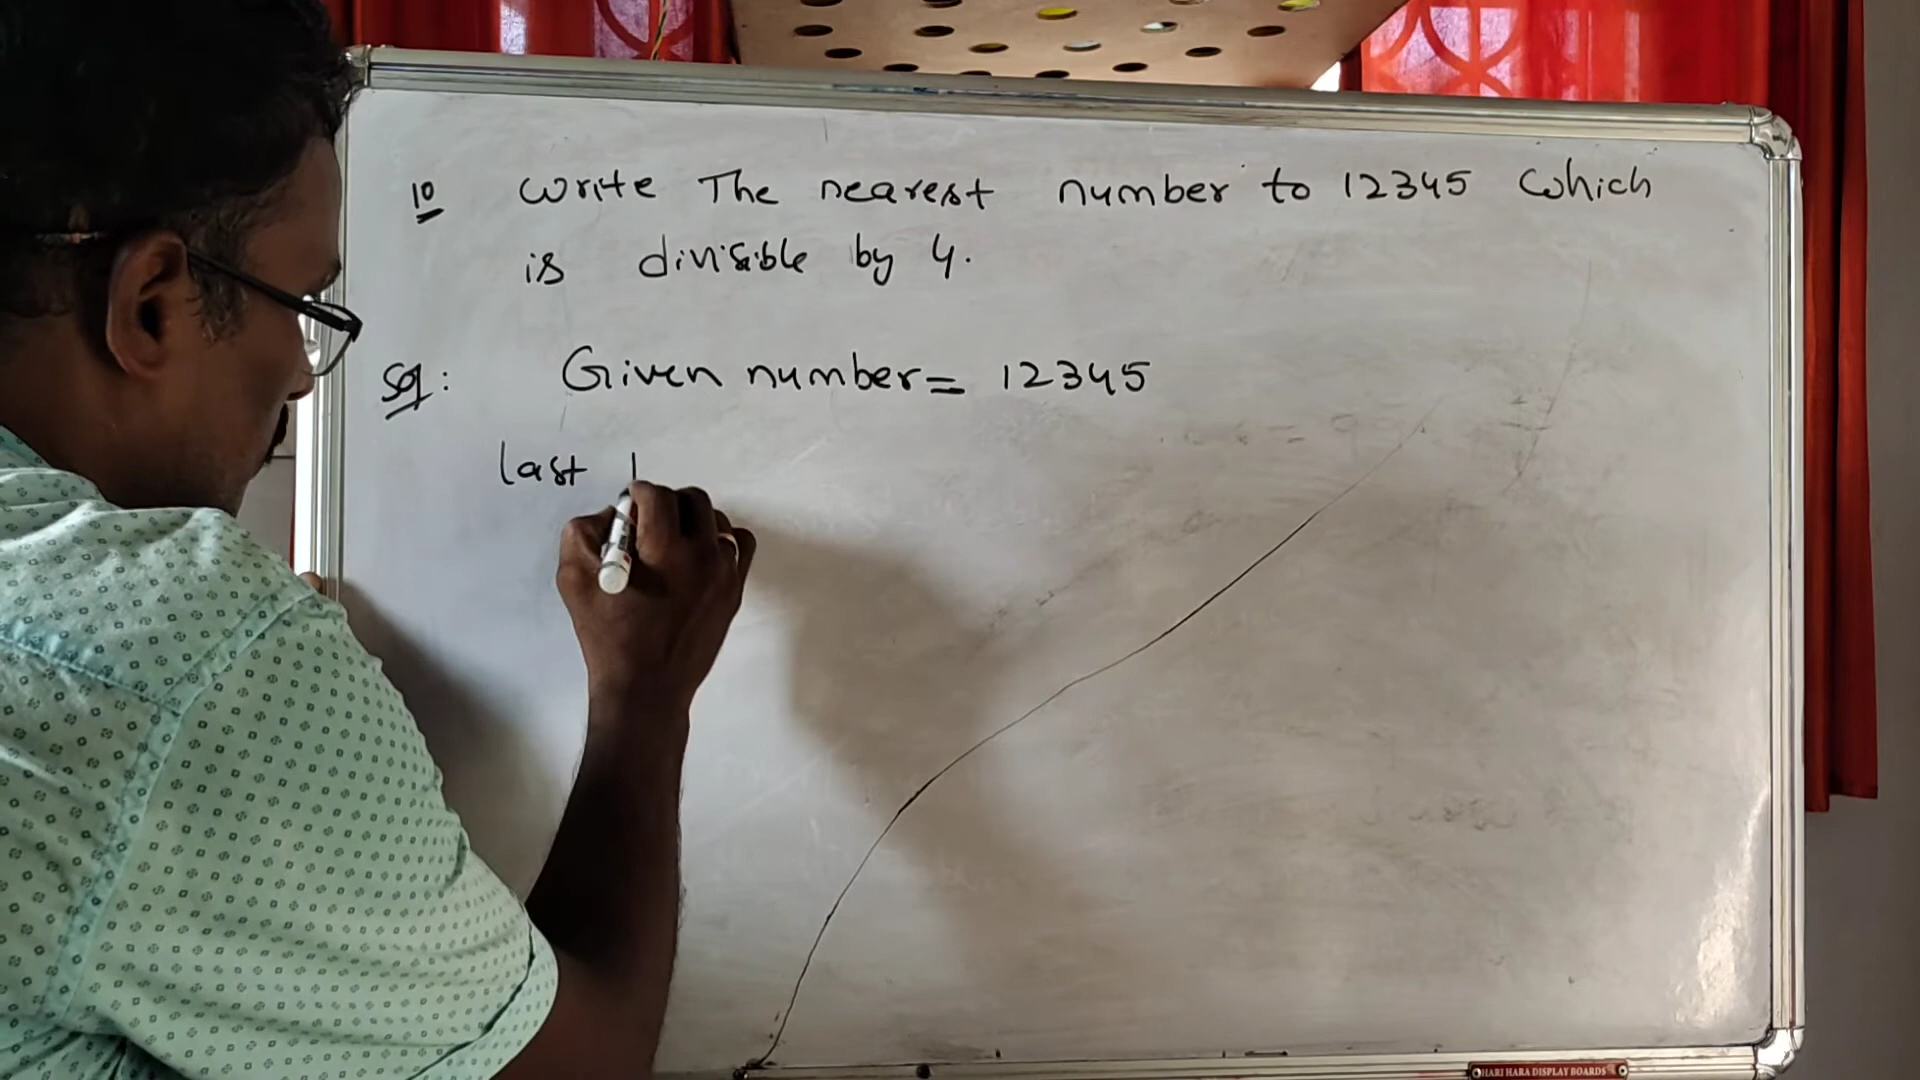 10 Write The nearest number to 12345 which
is divisible by 4.
Sol: Given number = 12345
last
HARI HARA DISPLAY BOARDS